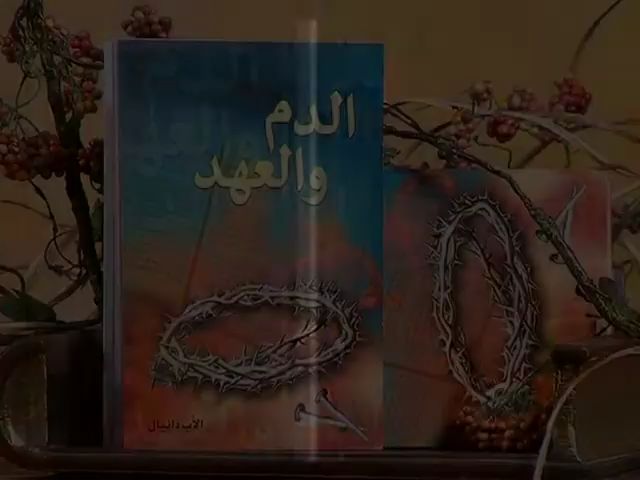 الدم
والعهد
الأب دانيال